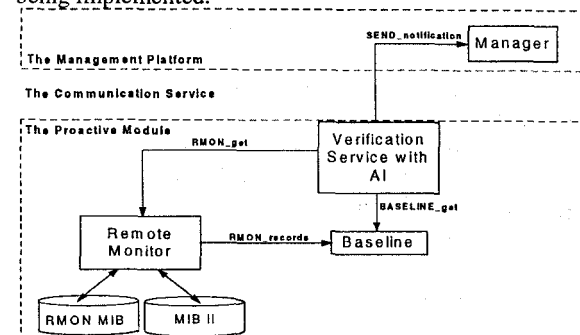 being implemented.
SEND_notification
Manager
The Management Platform
The Communication Service
The Proactive Module
RMON_get
Verification
Service with
AI
BASELINE_get
Remote
Monitor
RMON_records
Baseline
RMON MIB
MIB II